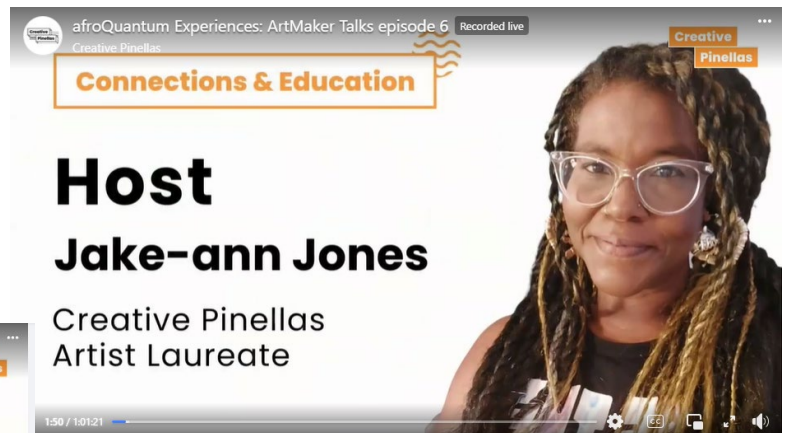 afroQuantum Experiences: ArtMaker Talks episode 6 Recorded live
Creative Pinellas
Creative
Pinellas
Connections & Education
Host
Jake-ann Jones
Creative Pinellas
Artist Laureate
1:50 / 1:01:21
CC